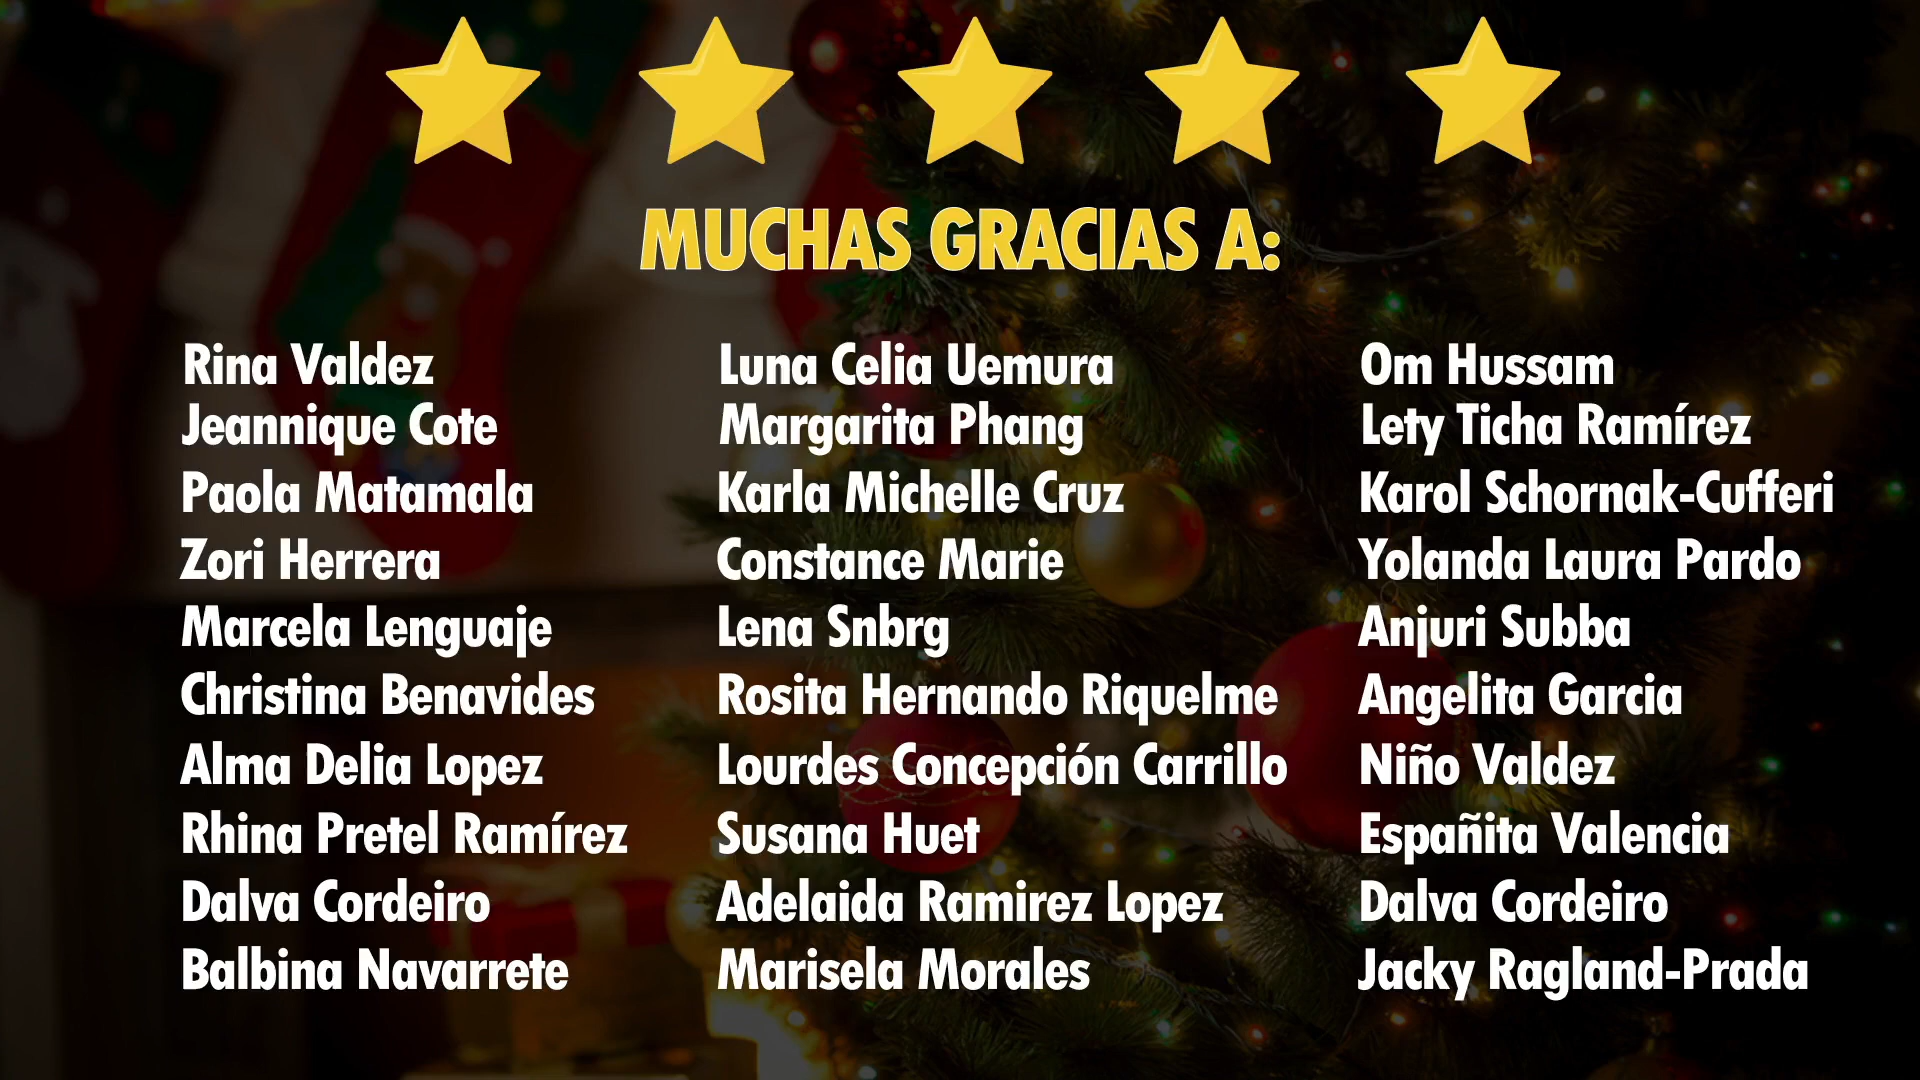 MUCHAS GRACIAS A:
Rina Valdez
Jeannique Cote
Paola Matamala
Zori Herrera
Marcela Lenguaje
Christina Benavides
Alma Delia Lopez
Rhina Pretel Ramírez
Dalva Cordeiro
Balbina Navarrete
Luna Celia Uemura
Margarita Phang
Karla Michelle Cruz
Constance Marie
Lena Snbrg
Rosita Hernando Riquelme
Lourdes Concepción Carrillo
Susana Huet
Adelaida Ramirez Lopez
Marisela Morales
Om Hussam
Lety Ticha Ramírez
Karol Schornak-Cufferi
Yolanda Laura Pardo
Anjuri Subba
Angelita Garcia
Niño Valdez
Españita Valencia
Dalva Cordeiro
Jacky Ragland-Prada